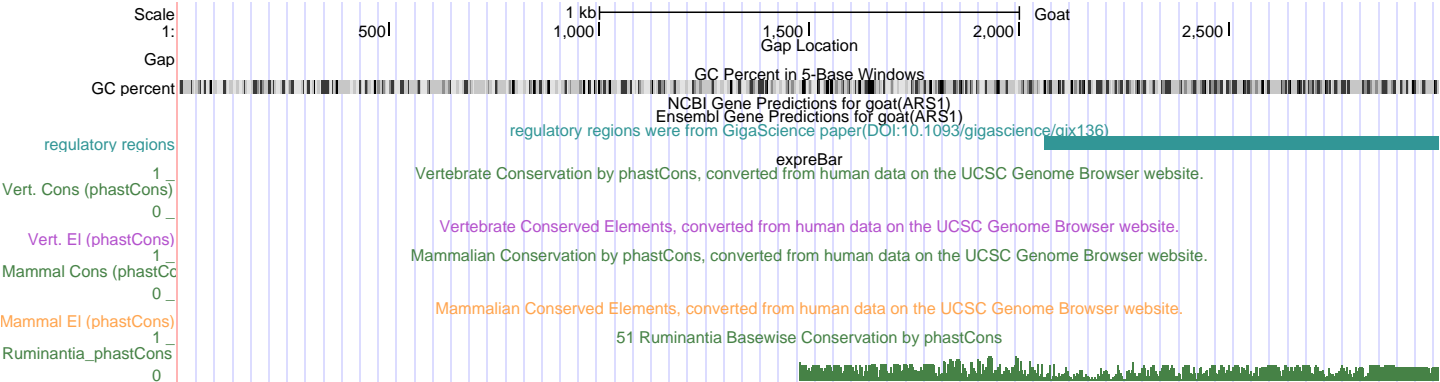 Scale 1 kb Goat
1: 500 1,000 1,500 2,000 2,500
Gap Location
Gap
GC Percent in 5-Base Windows
GC percent
NCBI Gene Predictions for goat(ARS1)
Ensembl Gene Predictions for goat(ARS1)
regulatory regions were from GigaScience paper(DOI:10.1093/gigascience/gix136)
regulatory regions
expreBar
1 _ Vertebrate Conservation by phastCons, converted from human data on the UCSC Genome Browser website.
Vert. Cons (phastCons)
0 _
Vertebrate Conserved Elements, converted from human data on the UCSC Genome Browser website.
Vert. El (phastCons)
1 _ Mammalian Conservation by phastCons, converted from human data on the UCSC Genome Browser website.
Mammal Cons (phastCo
0 _
Mammalian Conserved Elements, converted from human data on the UCSC Genome Browser website.
Mammal El (phastCons)
1 _ 51 Ruminantia Basewise Conservation by phastCons
Ruminantia_phastCons
0